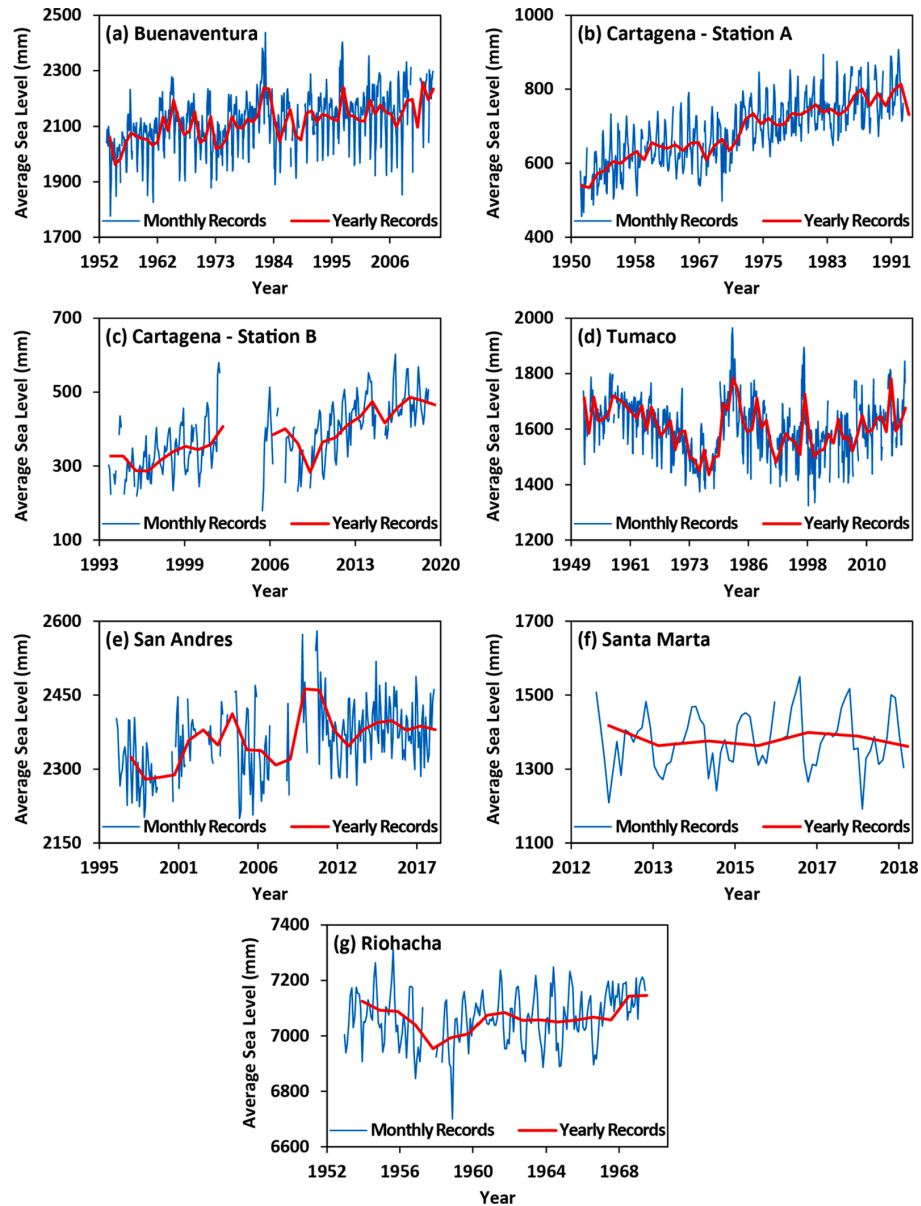 (a) Buenaventura
Average Sea Level (mm)
2500
2300
2100
1900
1700
Monthly Records
Yearly Records
1952 1962 1973 1984 1995 2006
Year
(b) Cartagena - Station A
Average Sea Level (mm)
1000
800
600
400
Monthly Records
Yearly Records
1950 1958 1967 1975 1983 1991
Year
(c) Cartagena - Station B
Average Sea Level (mm)
700
500
300
100
Monthly Records
Yearly Records
1993 1999 2006 2013 2020
Year
(d) Tumaco
Average Sea Level (mm)
2000
1800
1600
1400
1200
Monthly Records
Yearly Records
1949 1961 1973 1986 1998 2010
Year
(e) San Andres
Average Sea Level (mm)
2600
2450
2300
2150
Monthly Records
Yearly Records
1995 2001 2006 2012 2017
Year
(f) Santa Marta
Average Sea Level (mm)
1700
1500
1300
1100
Monthly Records
Yearly Records
2012 2013 2015 2017 2018
Year
(g) Riohacha
Average Sea Level (mm)
7400
7200
7000
6800
6600
Monthly Records
Yearly Records
1952 1956 1960 1964 1968
Year